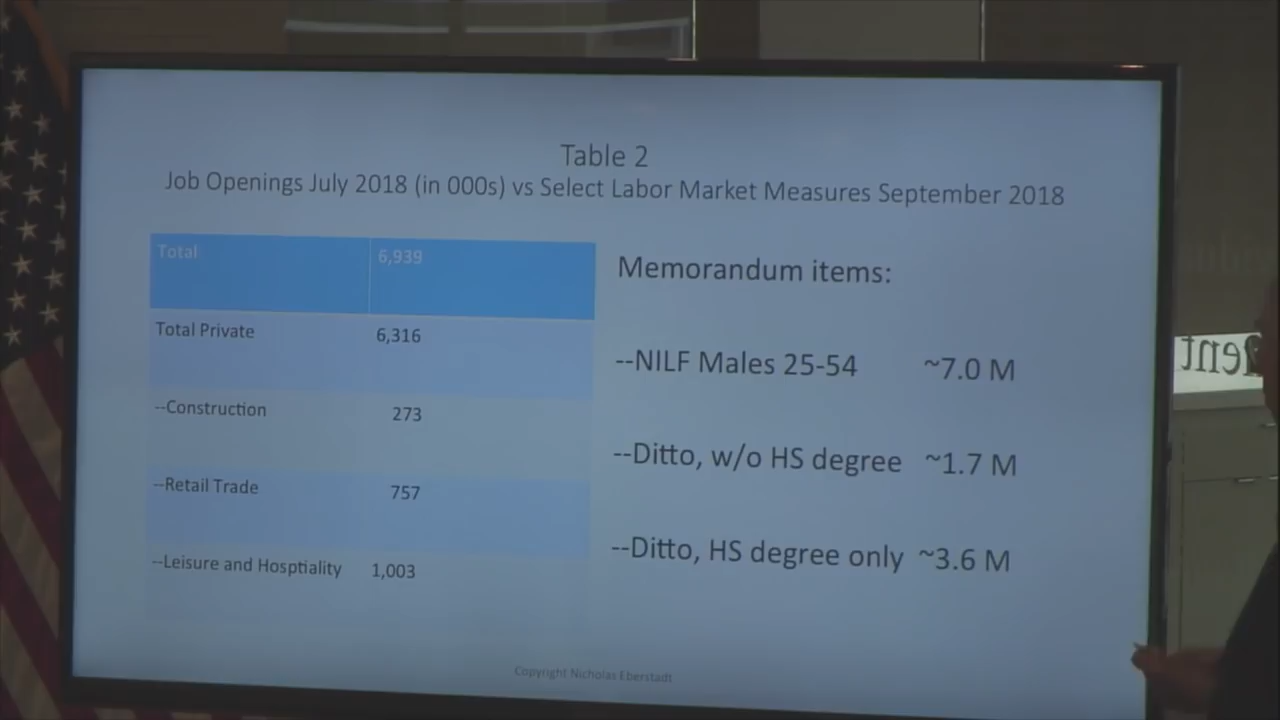 Table 2
Job Openings July 2018 (in 000s) vs Select Labor Market Measures September 2018
Total 6,939
Total Private 6,316
--Construction 273
--Retail Trade 757
--Leisure and Hosptiality 1,003
Memorandum items:
--NILF Males 25-54 ~7.0 M
--Ditto, w/o HS degree ~1.7 M
--Ditto, HS degree only ~3.6 M
Copyright Nicholas Eberstadt